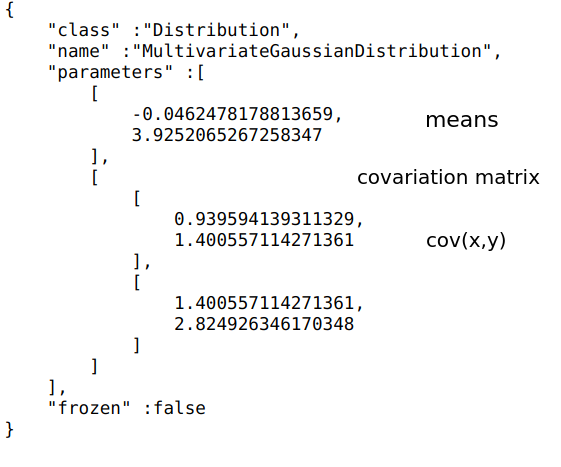 {
"class" :"Distribution",
"name" :"MultivariateGaussianDistribution",
"parameters" :[
[
-0.0462478178813659, means
3.9252065267258347
],
[ covariation matrix
[
0.939594139311329,
1.400557114271361 cov(x,y)
],
[
1.400557114271361,
2.824926346170348
]
]
],
"frozen" :false
}